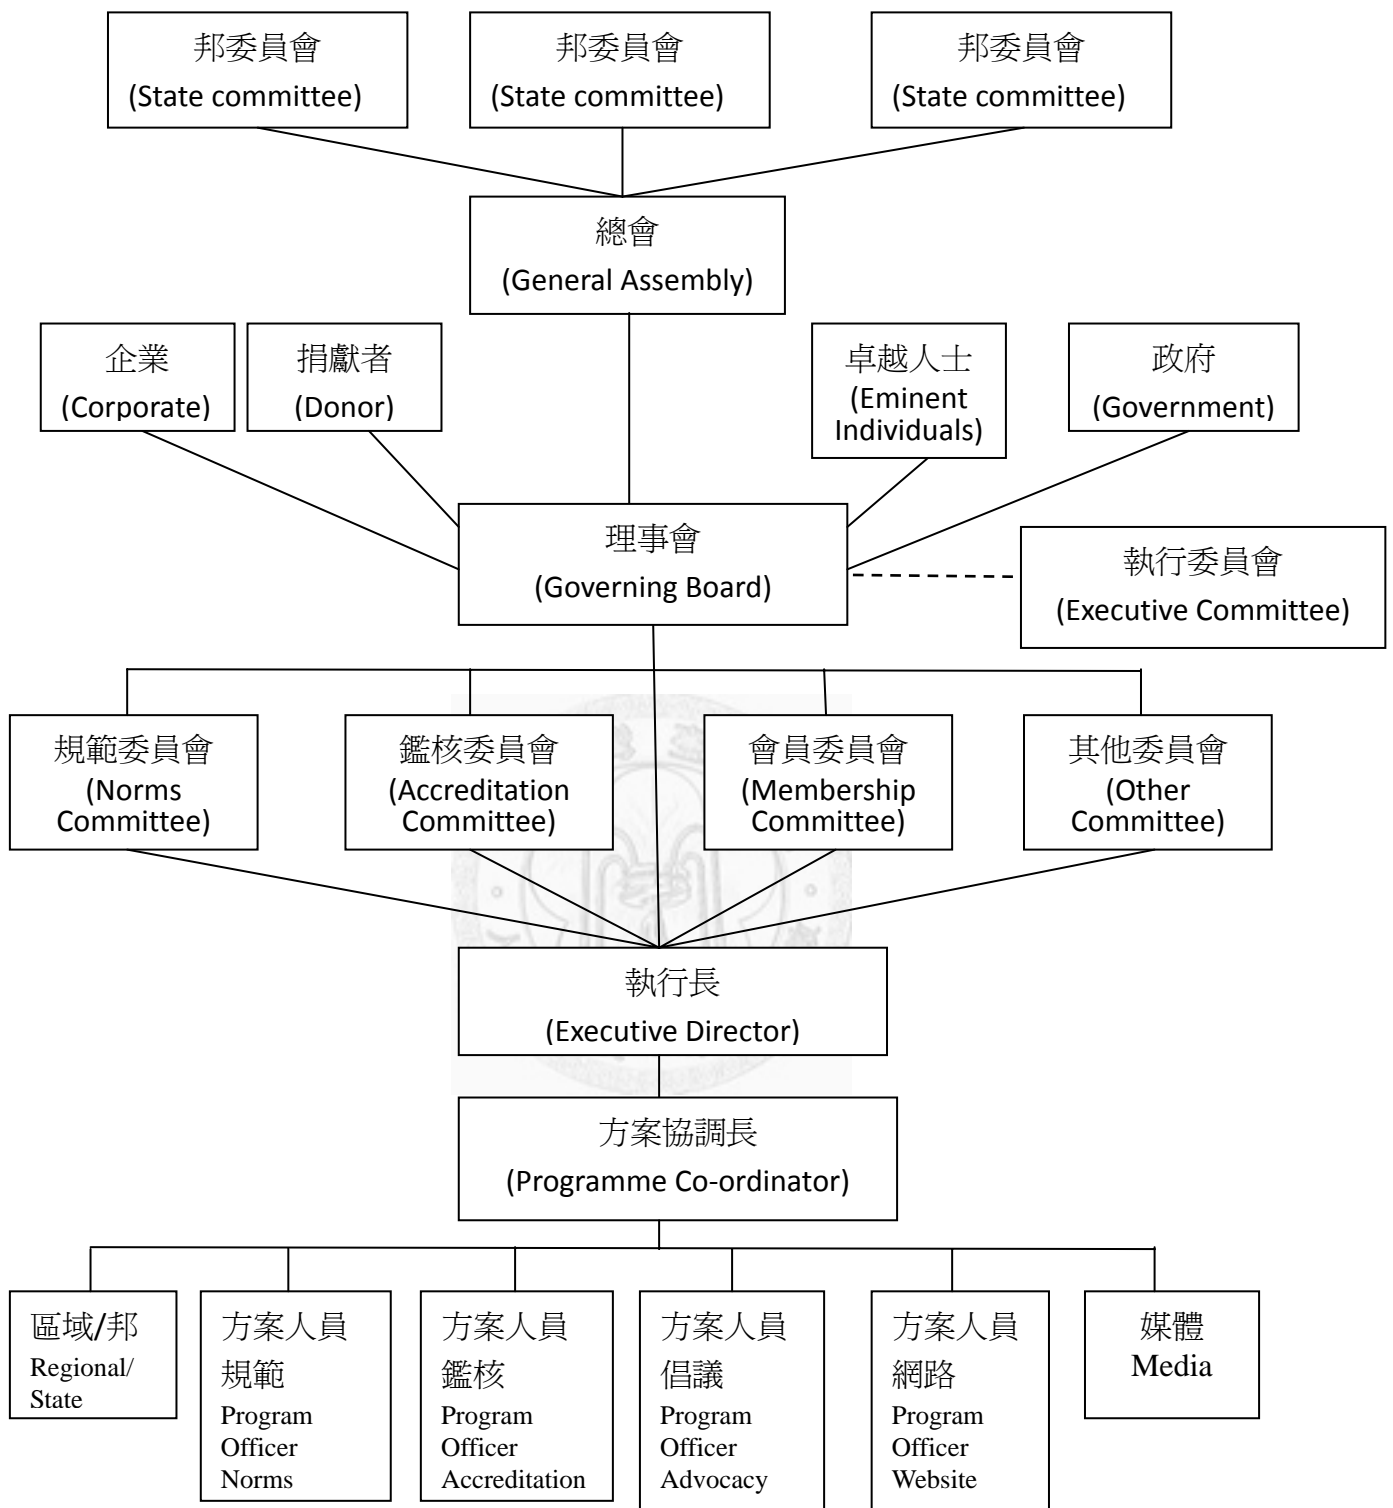 邦委員會
(State committee)
邦委員會
(State committee)
邦委員會
(State committee)
總會
(General Assembly)
企業
(Corporate)
捐獻者
(Donor)
卓越人士
(Eminent
Individuals)
政府
(Government)
理事會
(Governing Board)
執行委員會
(Executive Committee)
規範委員會
(Norms
Committee)
鑑核委員會
(Accreditation
Committee)
會員委員會
(Membership
Committee)
其他委員會
(Other
Committee)
執行長
(Executive Director)
方案協調長
(Programme Co-ordinator)
區域/邦
Regional/
State
方案人員
規範
Program
Officer
Norms
方案人員
鑑核
Program
Officer
Accreditation
方案人員
倡議
Program
Officer
Advocacy
方案人員
網路
Program
Officer
Website
媒體
Media